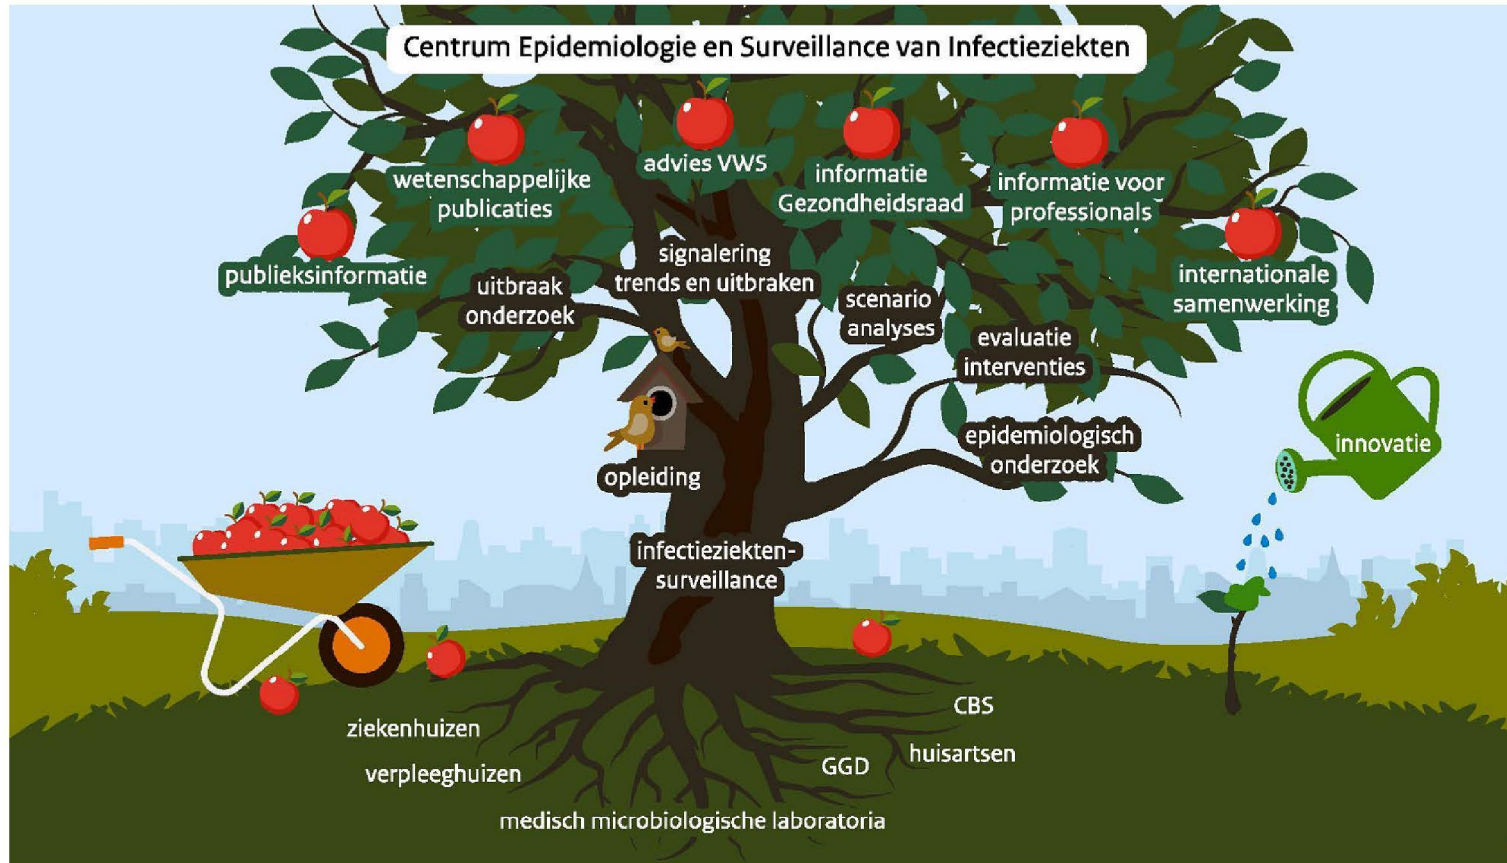 Centrum Epidemiologie en Surveillance van Infectieziekten
wetenschappelijke
publicaties
advies VWS
informatie
Gezondheidsraad
informatie voor
professionals
publieksinformatie
internationale
samenwerking
uitbraak
onderzoek
signalering
trends en uitbraken
scenario
analyses
evaluatie
interventies
epidemiologisch
onderzoek
innovatie
opleiding
infectieziekten-
surveillance
ziekenhuizen
verpleeghuizen
medisch microbiologische laboratoria
GGD
huisartsen
CBS